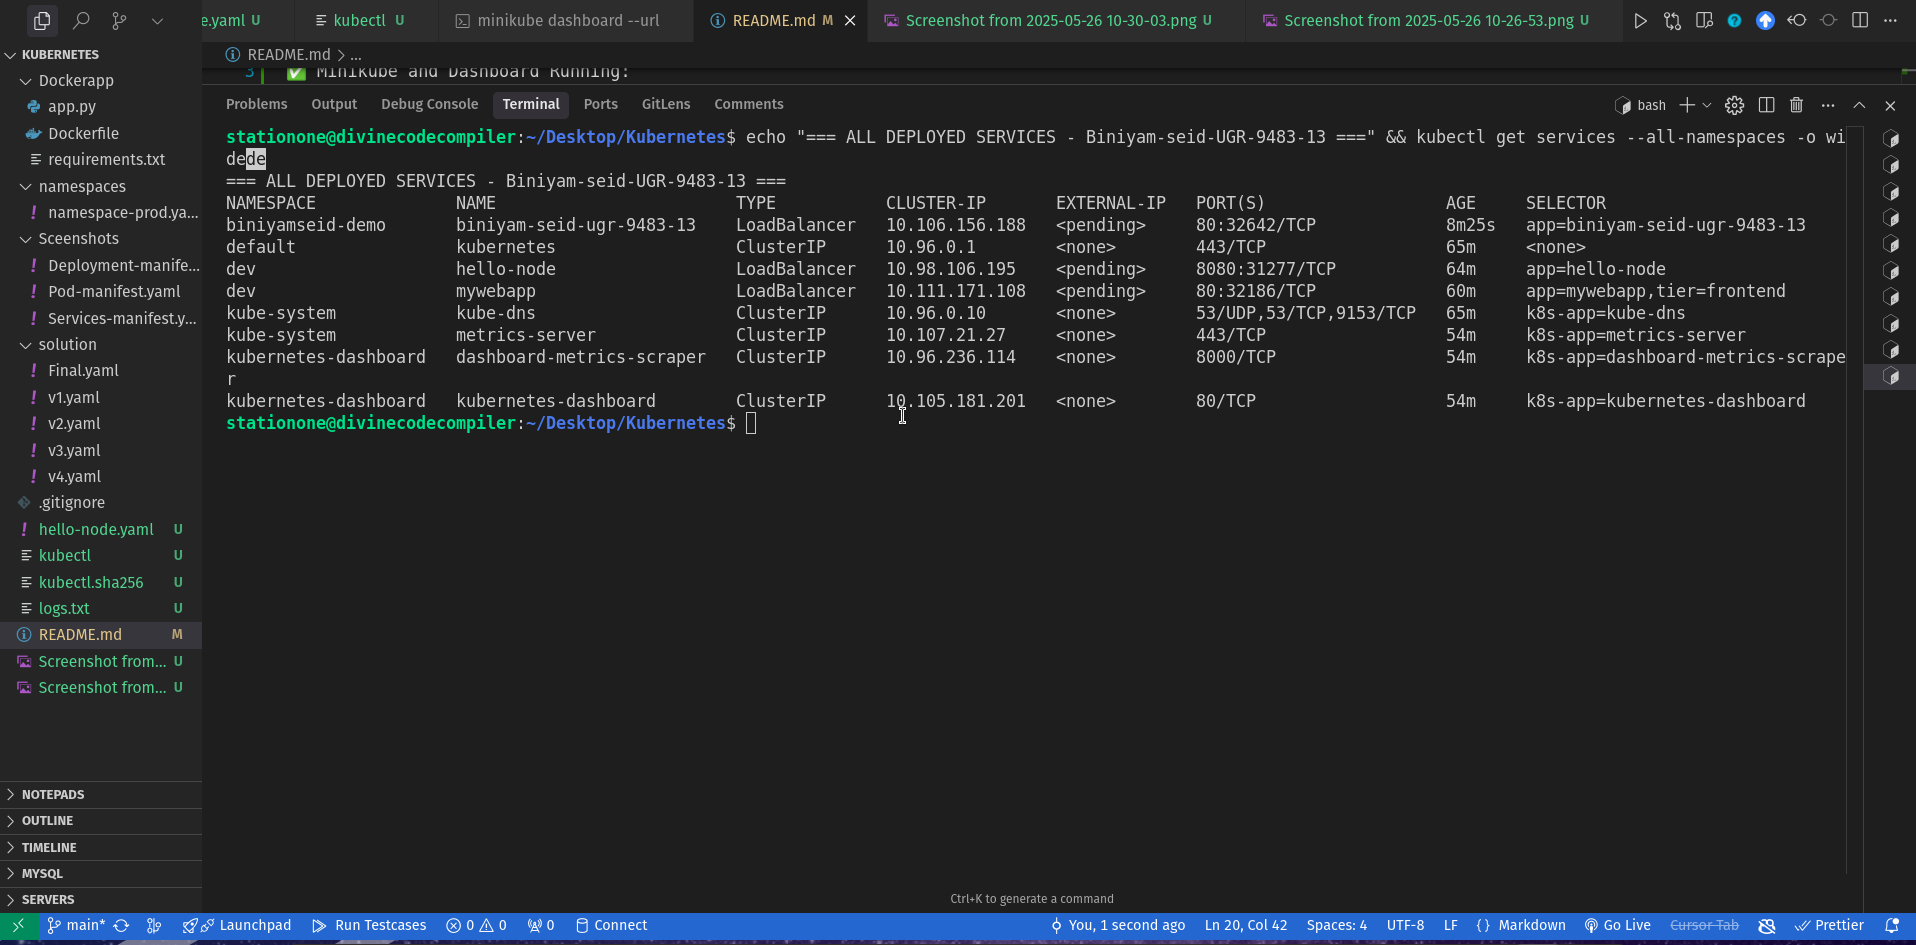 e.yaml U
kubectl U
minikube dashboard --url
README.md M
Screenshot from 2025-05-26 10-30-03.png U
Screenshot from 2025-05-26 10-26-53.png U
KUBERNETES
Dockerapp
app.py
Dockerfile
requirements.txt
namespaces
namespace-prod.ya...
Sceenshots
Deployment-manife...
Pod-manifest.yaml
Services-manifest.y...
solution
Final.yaml
v1.yaml
v2.yaml
v3.yaml
v4.yaml
.gitignore
hello-node.yaml U
kubectl U
kubectl.sha256 U
logs.txt U
README.md M
Screenshot from... U
Screenshot from... U
NOTEPADS
OUTLINE
TIMELINE
MYSQL
SERVERS
README.md > ...
3 ✅ Minikube and Dashboard Running:
Problems Output Debug Console Terminal Ports GitLens Comments
bash
stationone@divinecodecompiler:~/Desktop/Kubernetes$ echo "=== ALL DEPLOYED SERVICES - Biniyam-seid-UGR-9483-13 ===" && kubectl get services --all-namespaces -o wi
dede
=== ALL DEPLOYED SERVICES - Biniyam-seid-UGR-9483-13 ===
NAMESPACE NAME TYPE CLUSTER-IP EXTERNAL-IP PORT(S) AGE SELECTOR
biniyamseid-demo biniyam-seid-ugr-9483-13 LoadBalancer 10.106.156.188 <pending> 80:32642/TCP 8m25s app=biniyam-seid-ugr-9483-13
default kubernetes ClusterIP 10.96.0.1 <none> 443/TCP 65m <none>
dev hello-node LoadBalancer 10.98.106.195 <pending> 8080:31277/TCP 64m app=hello-node
dev mywebapp LoadBalancer 10.111.171.108 <pending> 80:32186/TCP 60m app=mywebapp,tier=frontend
kube-system kube-dns ClusterIP 10.96.0.10 <none> 53/UDP,53/TCP,9153/TCP 65m k8s-app=kube-dns
kube-system metrics-server ClusterIP 10.107.21.27 <none> 443/TCP 54m k8s-app=metrics-server
kubernetes-dashboard dashboard-metrics-scraper ClusterIP 10.96.236.114 <none> 8000/TCP 54m k8s-app=dashboard-metrics-scrape
r
kubernetes-dashboard kubernetes-dashboard ClusterIP 10.105.181.201 <none> 80/TCP 54m k8s-app=kubernetes-dashboard
stationone@divinecodecompiler:~/Desktop/Kubernetes$
Ctrl+K to generate a command
main* Launchpad Run Testcases 0 0 0 Connect You, 1 second ago Ln 20, Col 42 Spaces: 4 UTF-8 LF {} Markdown Go Live Cursor Tab Prettier